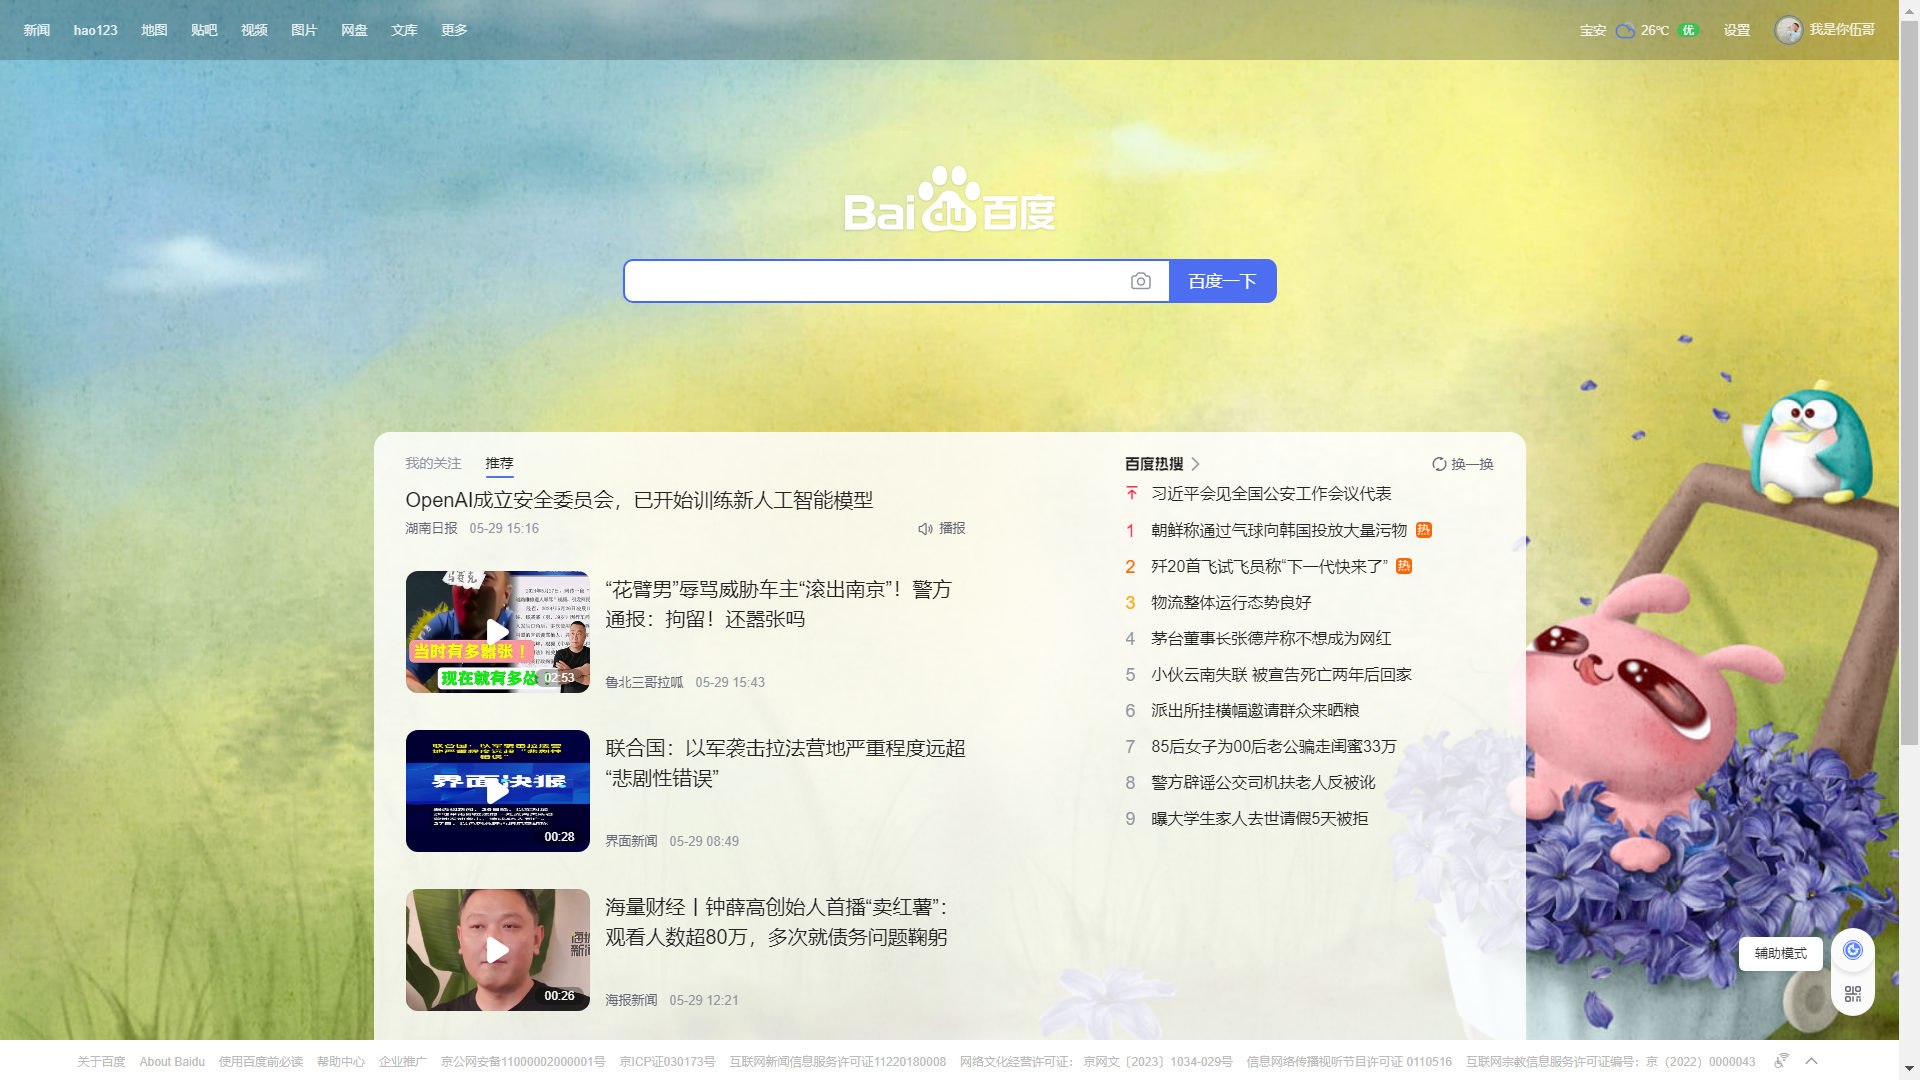 新闻
hao123
地图
贴吧
视频
图片
网盘
文库
更多
宝安
26℃
优
设置
我是你伍哥
Bai du 百度
百度一下
我的关注
推荐
OpenAI成立安全委员会，已开始训练新人工智能模型
湖南日报 05-29 15:16
播报
当时有多嚣张！
现在就有多怂
02:53
“花臂男”辱骂威胁车主“滚出南京”！警方
通报：拘留！还嚣张吗
鲁北三哥拉呱 05-29 15:43
界面快报
00:28
联合国：以军袭击拉法营地严重程度远超
“悲剧性错误”
界面新闻 05-29 08:49
00:26
海量财经丨钟薛高创始人首播“卖红薯”：
观看人数超80万，多次就债务问题鞠躬
海报新闻 05-29 12:21
百度热搜
换一换
习近平会见全国公安工作会议代表
1 朝鲜称通过气球向韩国投放大量污物 热
2 歼20首飞试飞员称“下一代快来了” 热
3 物流整体运行态势良好
4 茅台董事长张德芹称不想成为网红
5 小伙云南失联 被宣告死亡两年后回家
6 派出所挂横幅邀请群众来晒粮
7 85后女子为00后老公骗走闺蜜33万
8 警方辟谣公交司机扶老人反被讹
9 曝大学生家人去世请假5天被拒
辅助模式
关于百度
About Baidu
使用百度前必读
帮助中心
企业推广
京公网安备11000002000001号
京ICP证030173号
互联网新闻信息服务许可证11220180008
网络文化经营许可证： 京网文〔2023〕1034-029号
信息网络传播视听节目许可证 0110516
互联网宗教信息服务许可证编号：京（2022）0000043